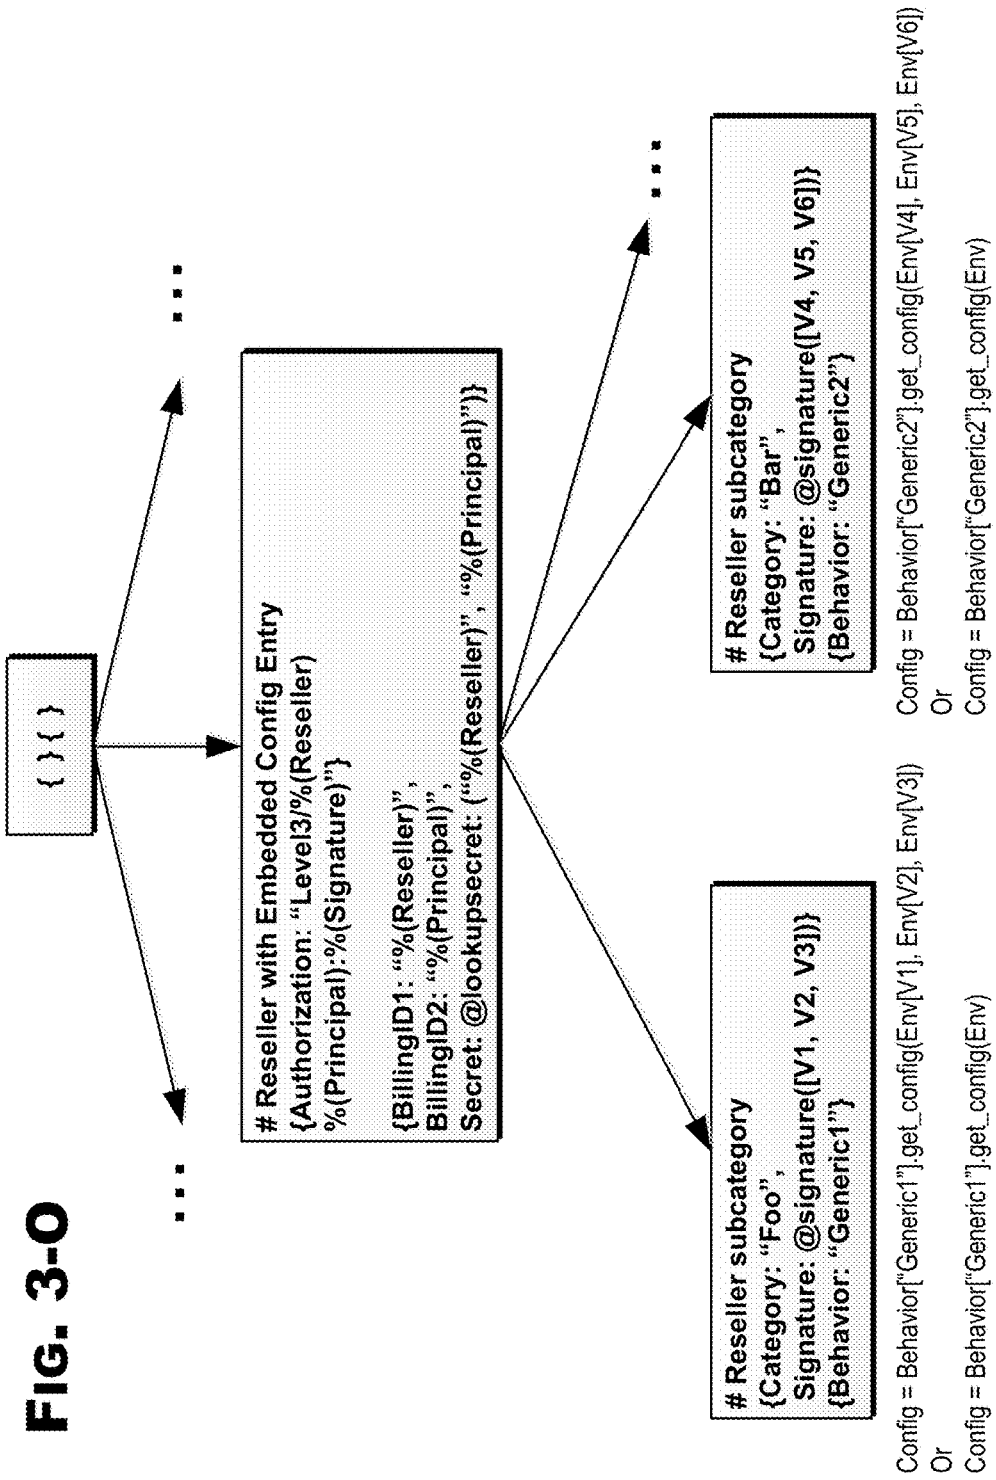 FIG. 3-O
{ } { }
...
...
# Reseller with Embedded Config Entry
{Authorization: “Level3/%(Reseller)
%(Principal):%(Signature)”}
{BillingID1: “%(Reseller)”,
BillingID2: “%(Principal)”,
Secret: @lookupsecret: (“%(Reseller)”, “%(Principal)”)}
...
# Reseller subcategory
{Category: “Foo”,
Signature: @signature([V1, V2, V3])}
{Behavior: “Generic1”}
Config = Behavior[“Generic1”].get_config(Env[V1], Env[V2], Env[V3])
Or
Config = Behavior[“Generic1”].get_config(Env)
# Reseller subcategory
{Category: “Bar”,
Signature: @signature([V4, V5, V6])}
{Behavior: “Generic2”}
Config = Behavior[“Generic2”].get_config(Env[V4], Env[V5], Env[V6])
Or
Config = Behavior[“Generic2”].get_config(Env)